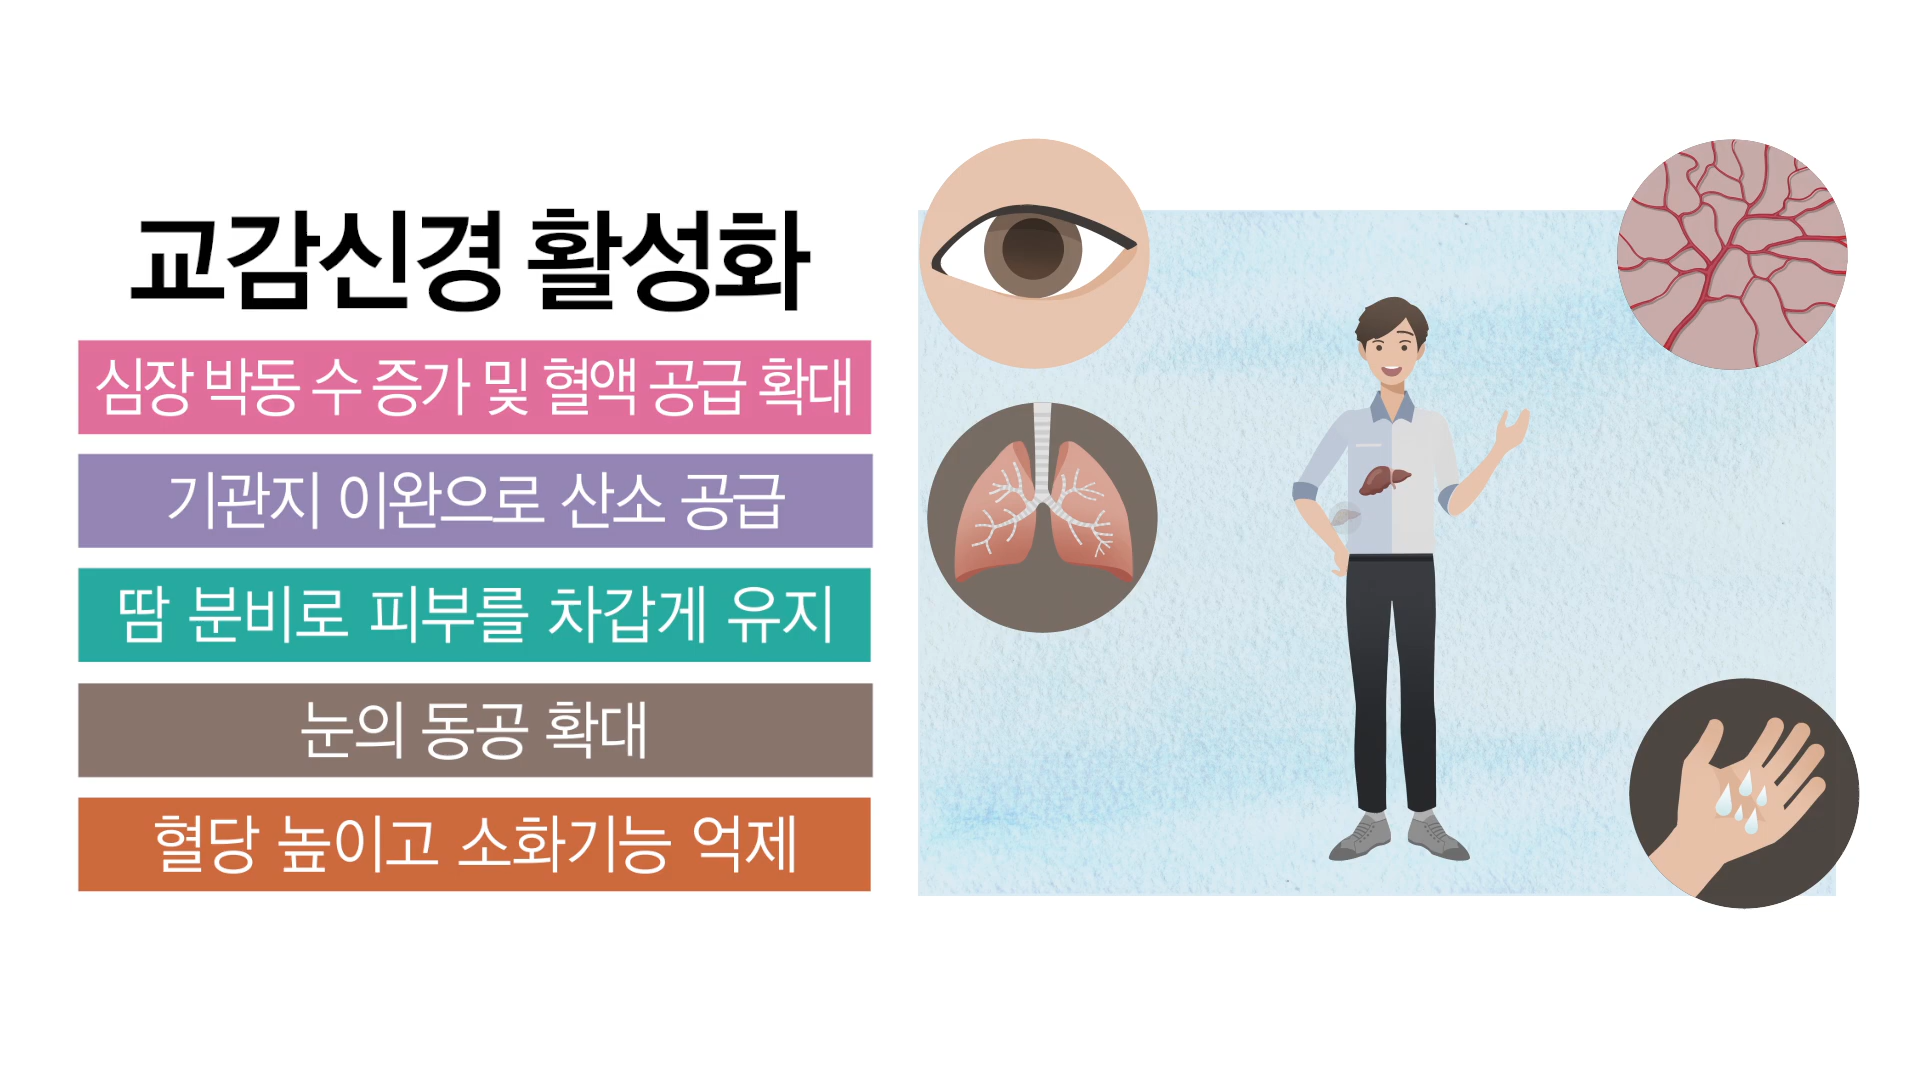 교감신경 활성화
심장 박동 수 증가 및 혈액 공급 확대
기관지 이완으로 산소 공급
땀 분비로 피부를 차갑게 유지
눈의 동공 확대
혈당 높이고 소화기능 억제